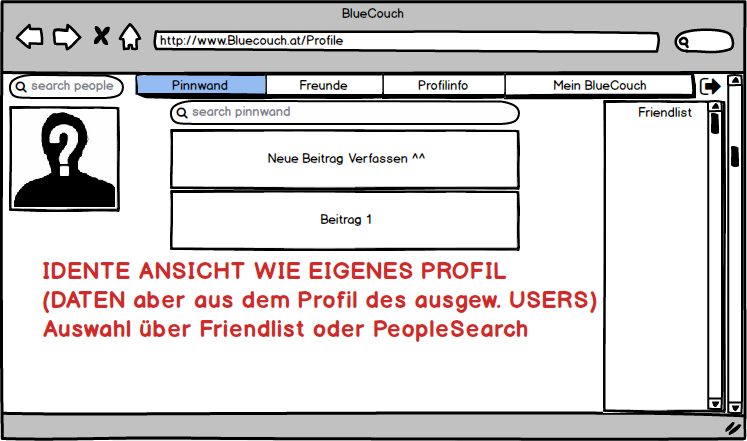 BlueCouch
http://www.Bluecouch.at/Profile
search people
Pinnwand
Freunde
Profilinfo
Mein BlueCouch
search pinnwand
Friendlist
Neue Beitrag Verfassen ^^
Beitrag 1
IDENTE ANSICHT WIE EIGENES PROFIL
(DATEN aber aus dem Profil des ausgew. USERS)
Auswahl über Friendlist oder PeopleSearch